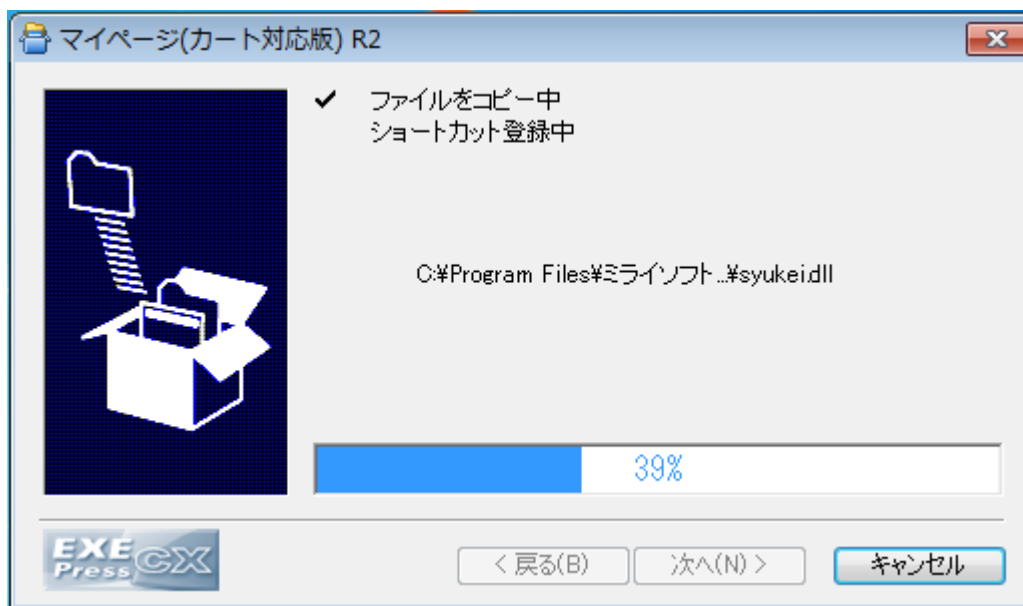 マイページ(カート対応版) R2
✓ ファイルをコピー中
ショートカット登録中
C:¥Program Files¥ミライソフト...¥syukei.dll
39%
EXE
Press CX
< 戻る(B)
次へ(N) >
キャンセル